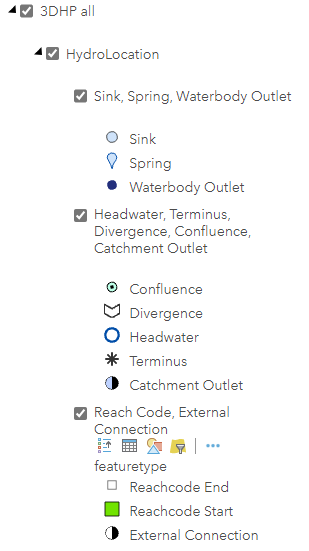 3DHP all
HydroLocation
Sink, Spring, Waterbody Outlet
Sink
Spring
Waterbody Outlet
Headwater, Terminus,
Divergence, Confluence,
Catchment Outlet
Confluence
Divergence
Headwater
Terminus
Catchment Outlet
Reach Code, External
Connection
featuretype
Reachcode End
Reachcode Start
External Connection